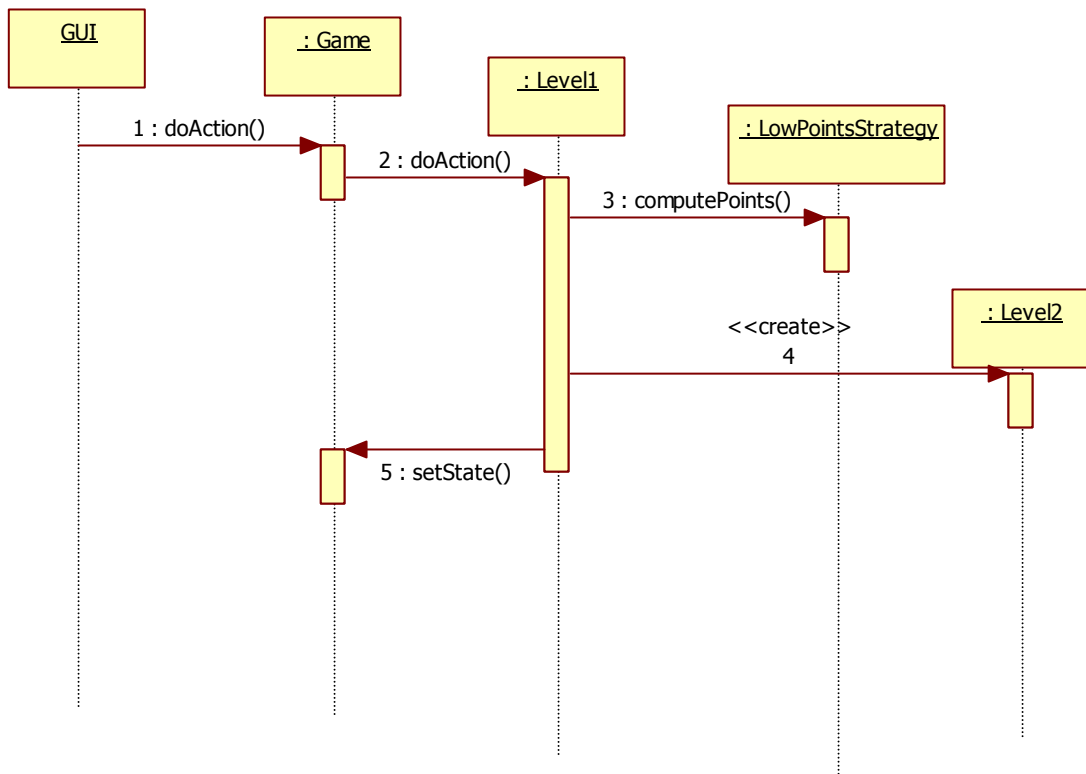 GUI
: Game
: Level1
: LowPointsStrategy
1 : doAction()
2 : doAction()
3 : computePoints()
: Level2
<<create>>
4
5 : setState()